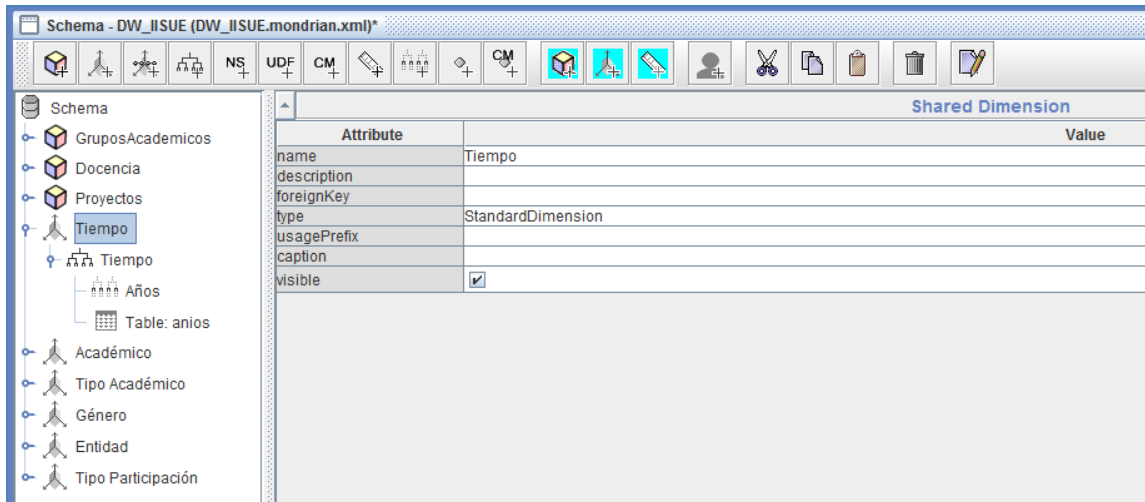 Schema - DW_IISUE (DW_IISUE.mondrian.xml)*
NS UDF CM CM
Schema
GruposAcademicos
Docencia
Proyectos
Tiempo
Tiempo
Años
Table: anios
Académico
Tipo Académico
Género
Entidad
Tipo Participación
Shared Dimension
Attribute Value
name Tiempo
description
foreignKey
type StandardDimension
usagePrefix
caption
visible